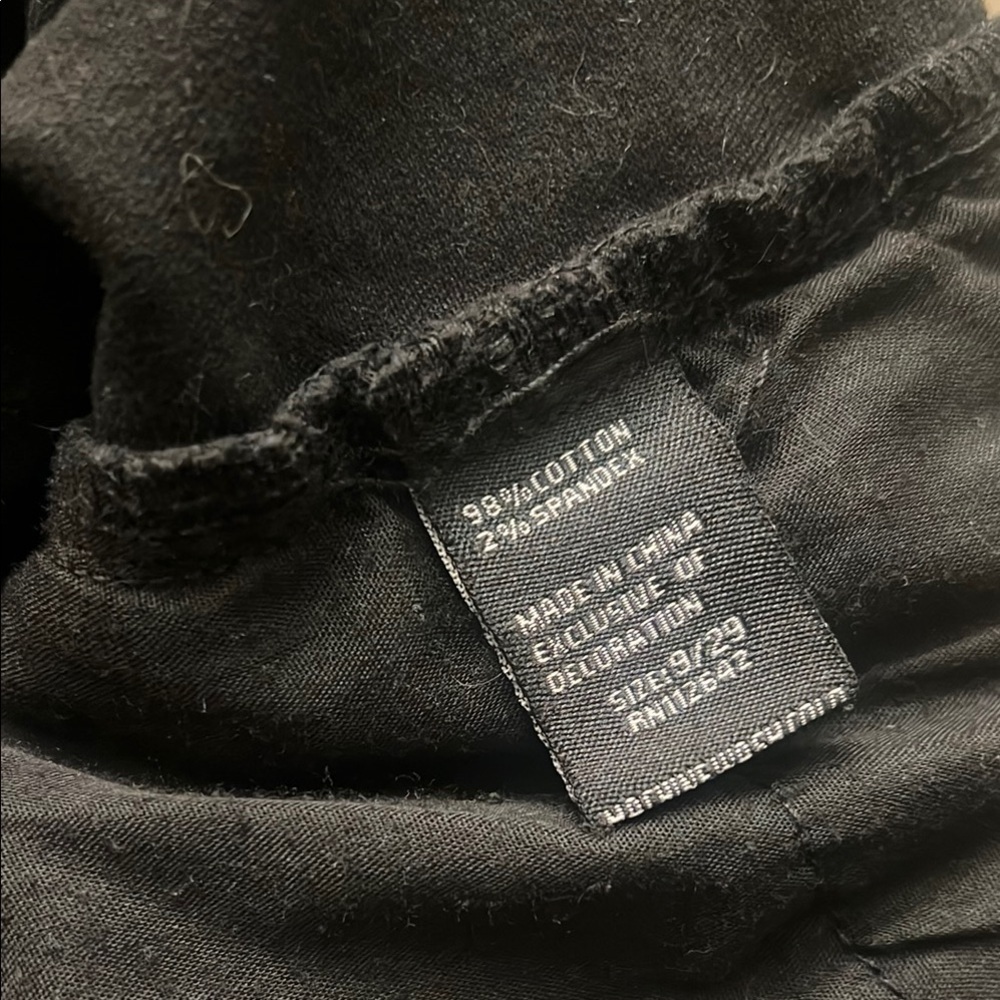 98% COTTON
2% SPANDEX
MADE IN CHINA
EXCLUSIVE OF
DECORATION
SIZE:9/29
RN112642